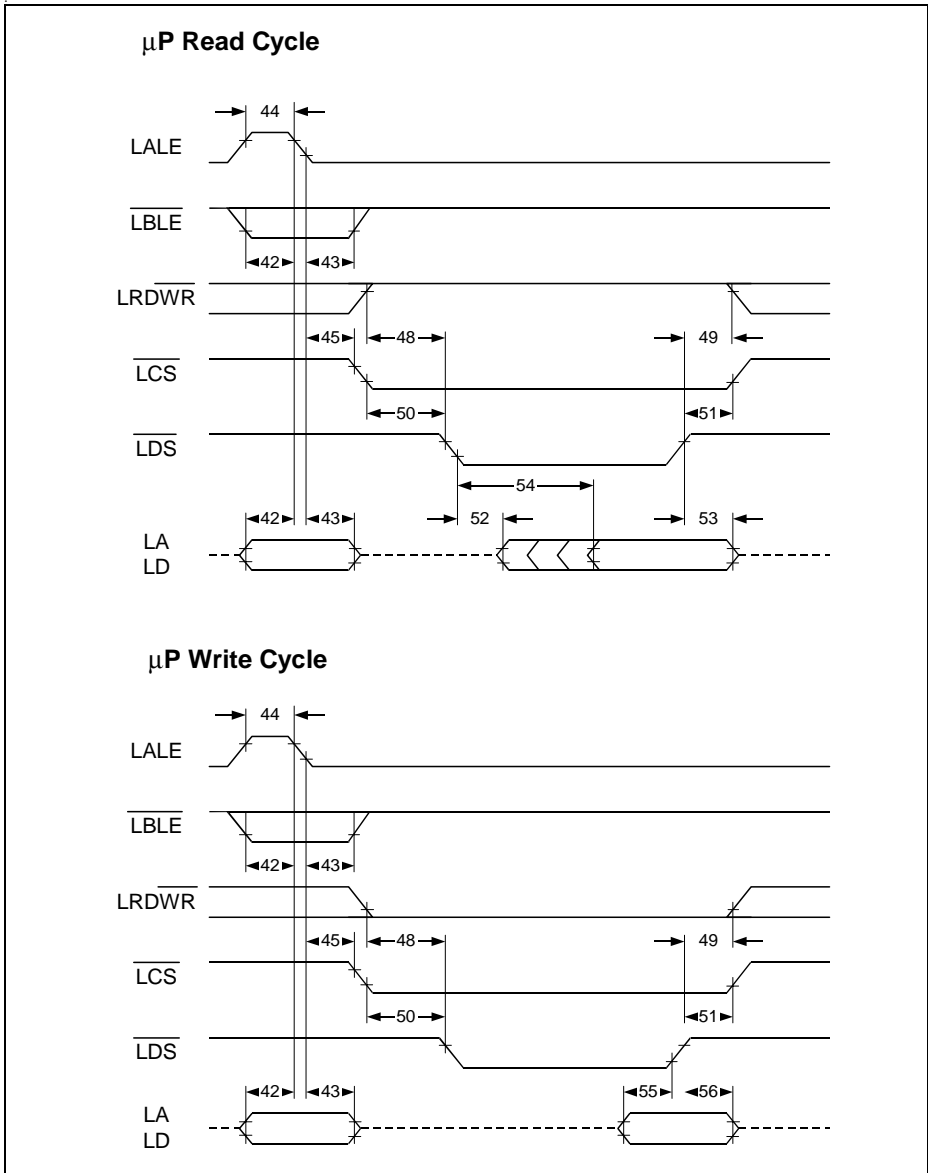 µP Read Cycle
44
LALE
LBLE
42 43
LRDWR
45 48 49
LCS
50 51
LDS
54
42 43 52 53
LA
LD
µP Write Cycle
44
LALE
LBLE
42 43
LRDWR
45 48 49
LCS
50 51
LDS
42 43 55 56
LA
LD